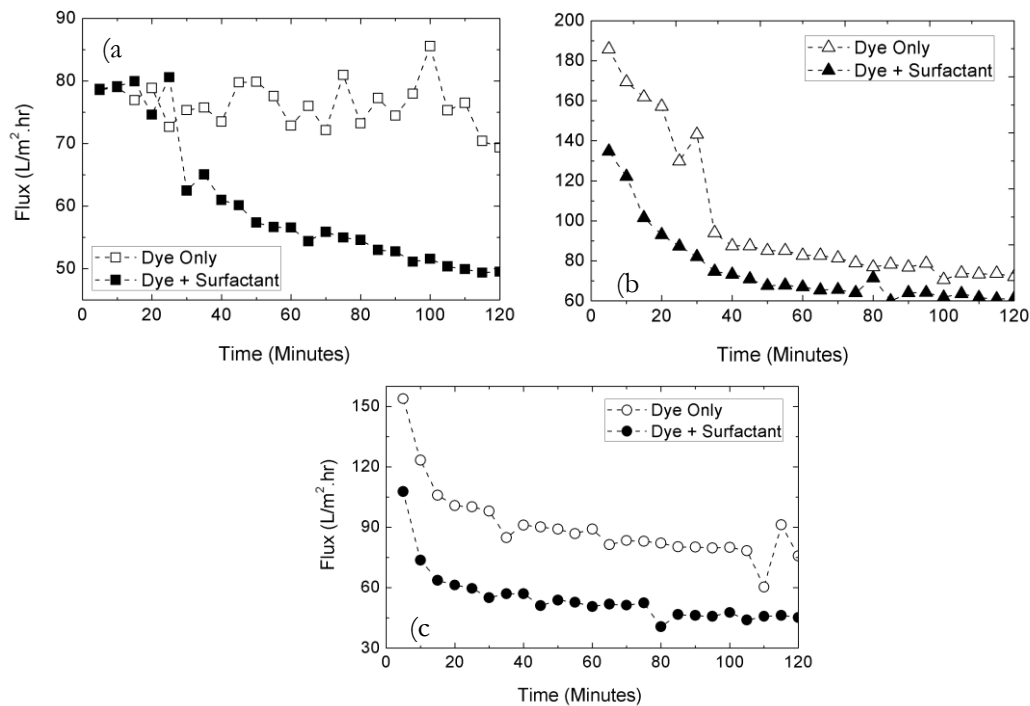 90
80
70
60
50
Flux (L/m².hr)
(a
Dye Only
Dye + Surfactant
0 20 40 60 80 100 120
Time (Minutes)
200
180
160
140
120
100
80
60
(b
Dye Only
Dye + Surfactant
0 20 40 60 80 100 120
Time (Minutes)
150
120
90
60
30
Flux (L/m².hr)
(c
Dye Only
Dye + Surfactant
0 20 40 60 80 100 120
Time (Minutes)